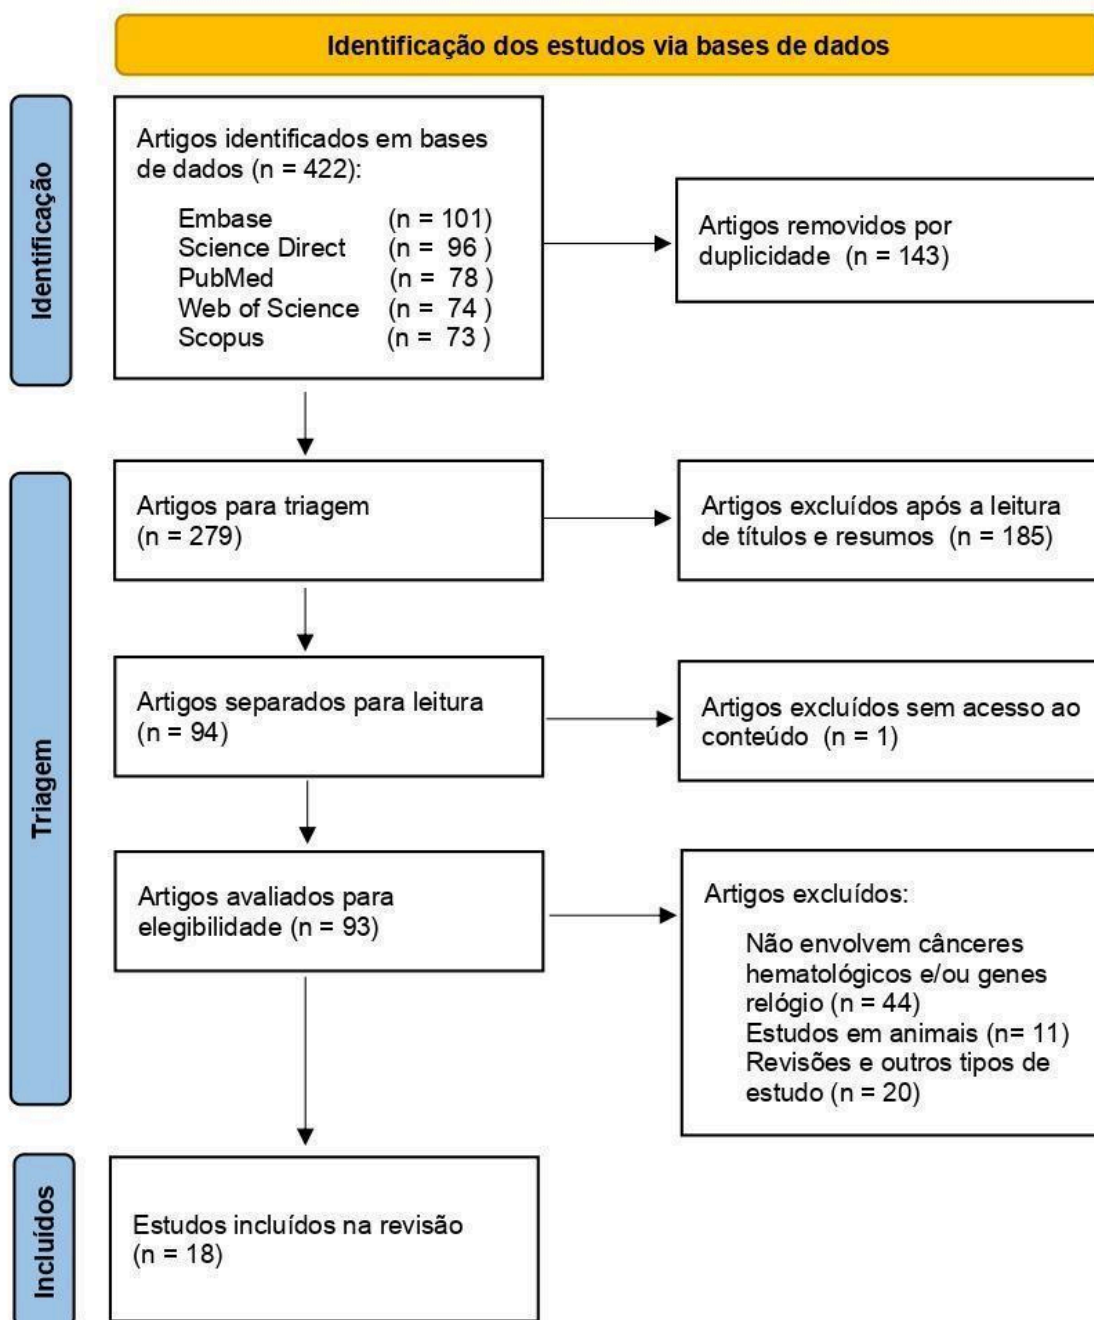 Identificação dos estudos via bases de dados
Identificação
Artigos identificados em bases
de dados (n = 422):
Embase (n = 101)
Science Direct (n = 96 )
PubMed (n = 78 )
Web of Science (n = 74 )
Scopus (n = 73 )
Artigos removidos por
duplicidade (n = 143)
Triagem
Artigos para triagem
(n = 279)
Artigos excluídos após a leitura
de títulos e resumos (n = 185)
Artigos separados para leitura
(n = 94)
Artigos excluídos sem acesso ao
conteúdo (n = 1)
Artigos avaliados para
elegibilidade (n = 93)
Artigos excluídos:
Não envolvem cânceres
hematológicos e/ou genes
relógio (n = 44)
Estudos em animais (n= 11)
Revisões e outros tipos de
estudo (n = 20)
Incluídos
Estudos incluídos na revisão
(n = 18)